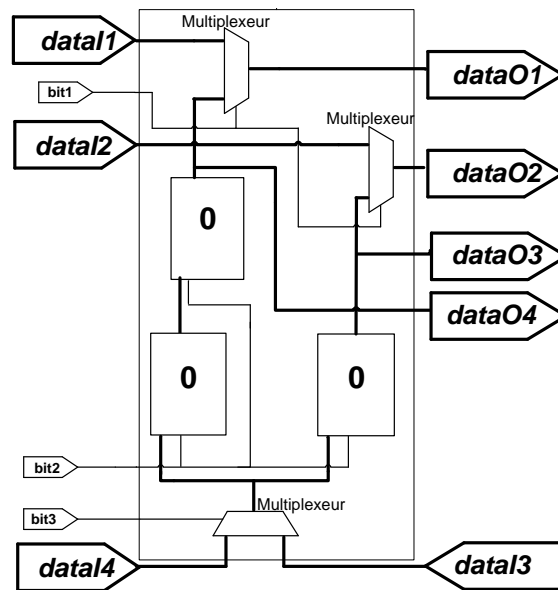 Multiplexeur
dataI1
dataO1
bit1
Multiplexeur
dataI2
dataO2
0
dataO3
dataO4
0
0
bit2
Multiplexeur
bit3
dataI4
dataI3